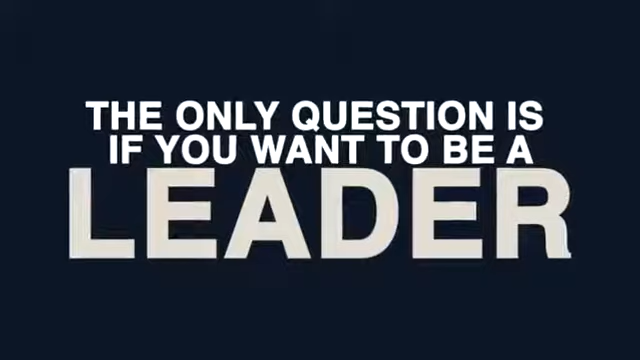 THE ONLY QUESTION IS
IF YOU WANT TO BE A
LEADER